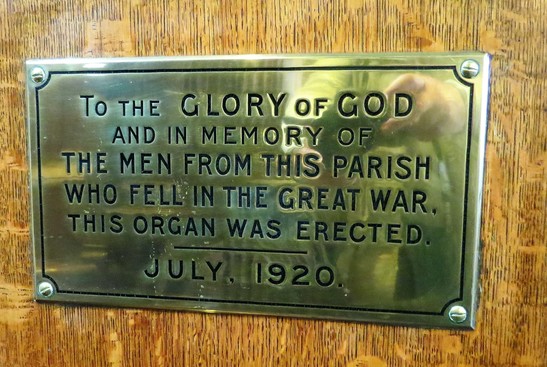 To the GLORY OF GOD
AND IN MEMORY OF
THE MEN FROM THIS PARISH
WHO FELL IN THE GREAT WAR,
THIS ORGAN WAS ERECTED.
JULY, 1920.